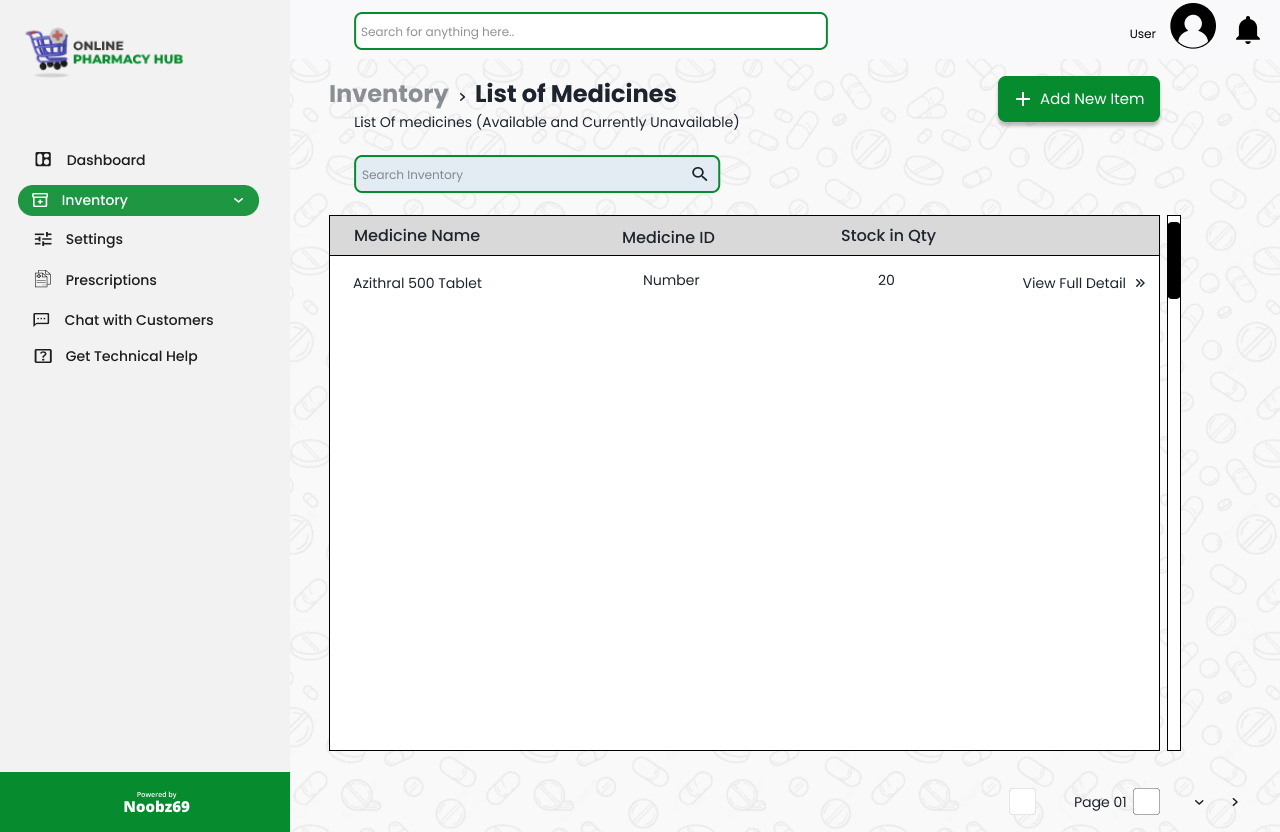 ONLINE
PHARMACY HUB
Search for anything here..
User
Inventory › List of Medicines
List Of medicines (Available and Currently Unavailable)
Add New Item
Search Inventory
Dashboard
Inventory
Settings
Prescriptions
Chat with Customers
Get Technical Help
Medicine Name Medicine ID Stock in Qty
Azithral 500 Tablet Number 20 View Full Detail »
Powered by
Noobz69
Page 01